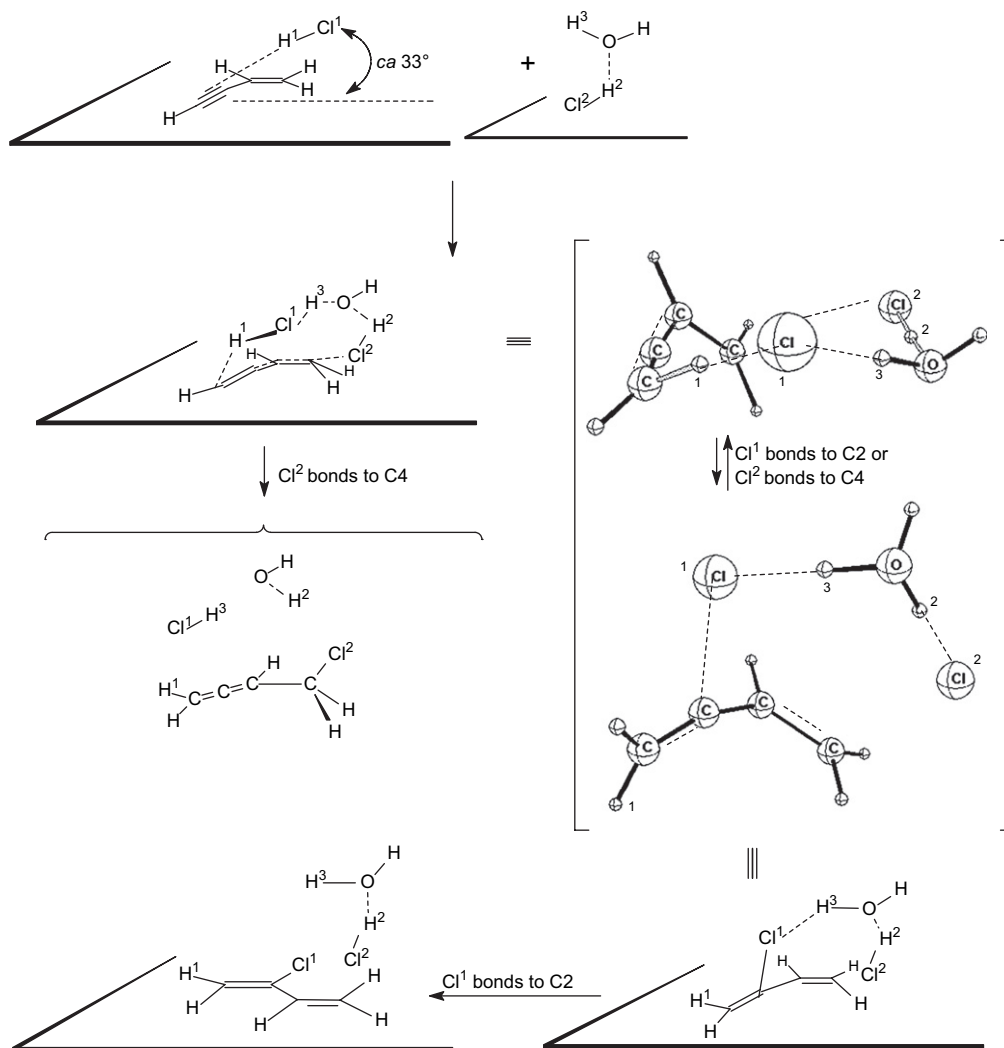 H¹ Cl¹
H H
H
H
ca 33°
+
H³
O H
H²
Cl²
H³ O H
H¹ Cl¹
H²
H Cl²
H
H
H
≡
C
C
C
C
Cl
1
1
Cl 2
2
3 O
Cl² bonds to C4
Cl¹ bonds to C2 or
Cl² bonds to C4
O H
H²
Cl¹ H³
Cl²
H
H¹ C C C C
H
H
H
1 Cl
3
O
2
2
Cl
C
C
C
C
1
≡
H
H³ O
H²
Cl²
Cl¹
H¹
H
H
H
H
Cl¹ bonds to C2
H³ O H
Cl¹
H²
H H Cl²
H¹
H
H